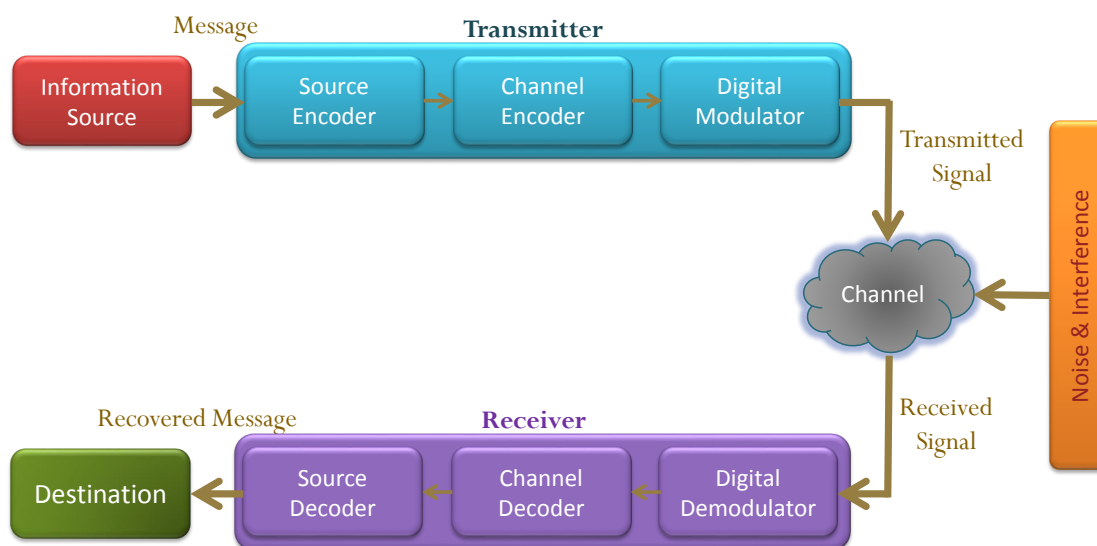 Message
Transmitter
Information
Source
Source
Encoder
Channel
Encoder
Digital
Modulator
Transmitted
Signal
Noise & Interference
Channel
Received
Signal
Recovered Message
Receiver
Destination
Source
Decoder
Channel
Decoder
Digital
Demodulator